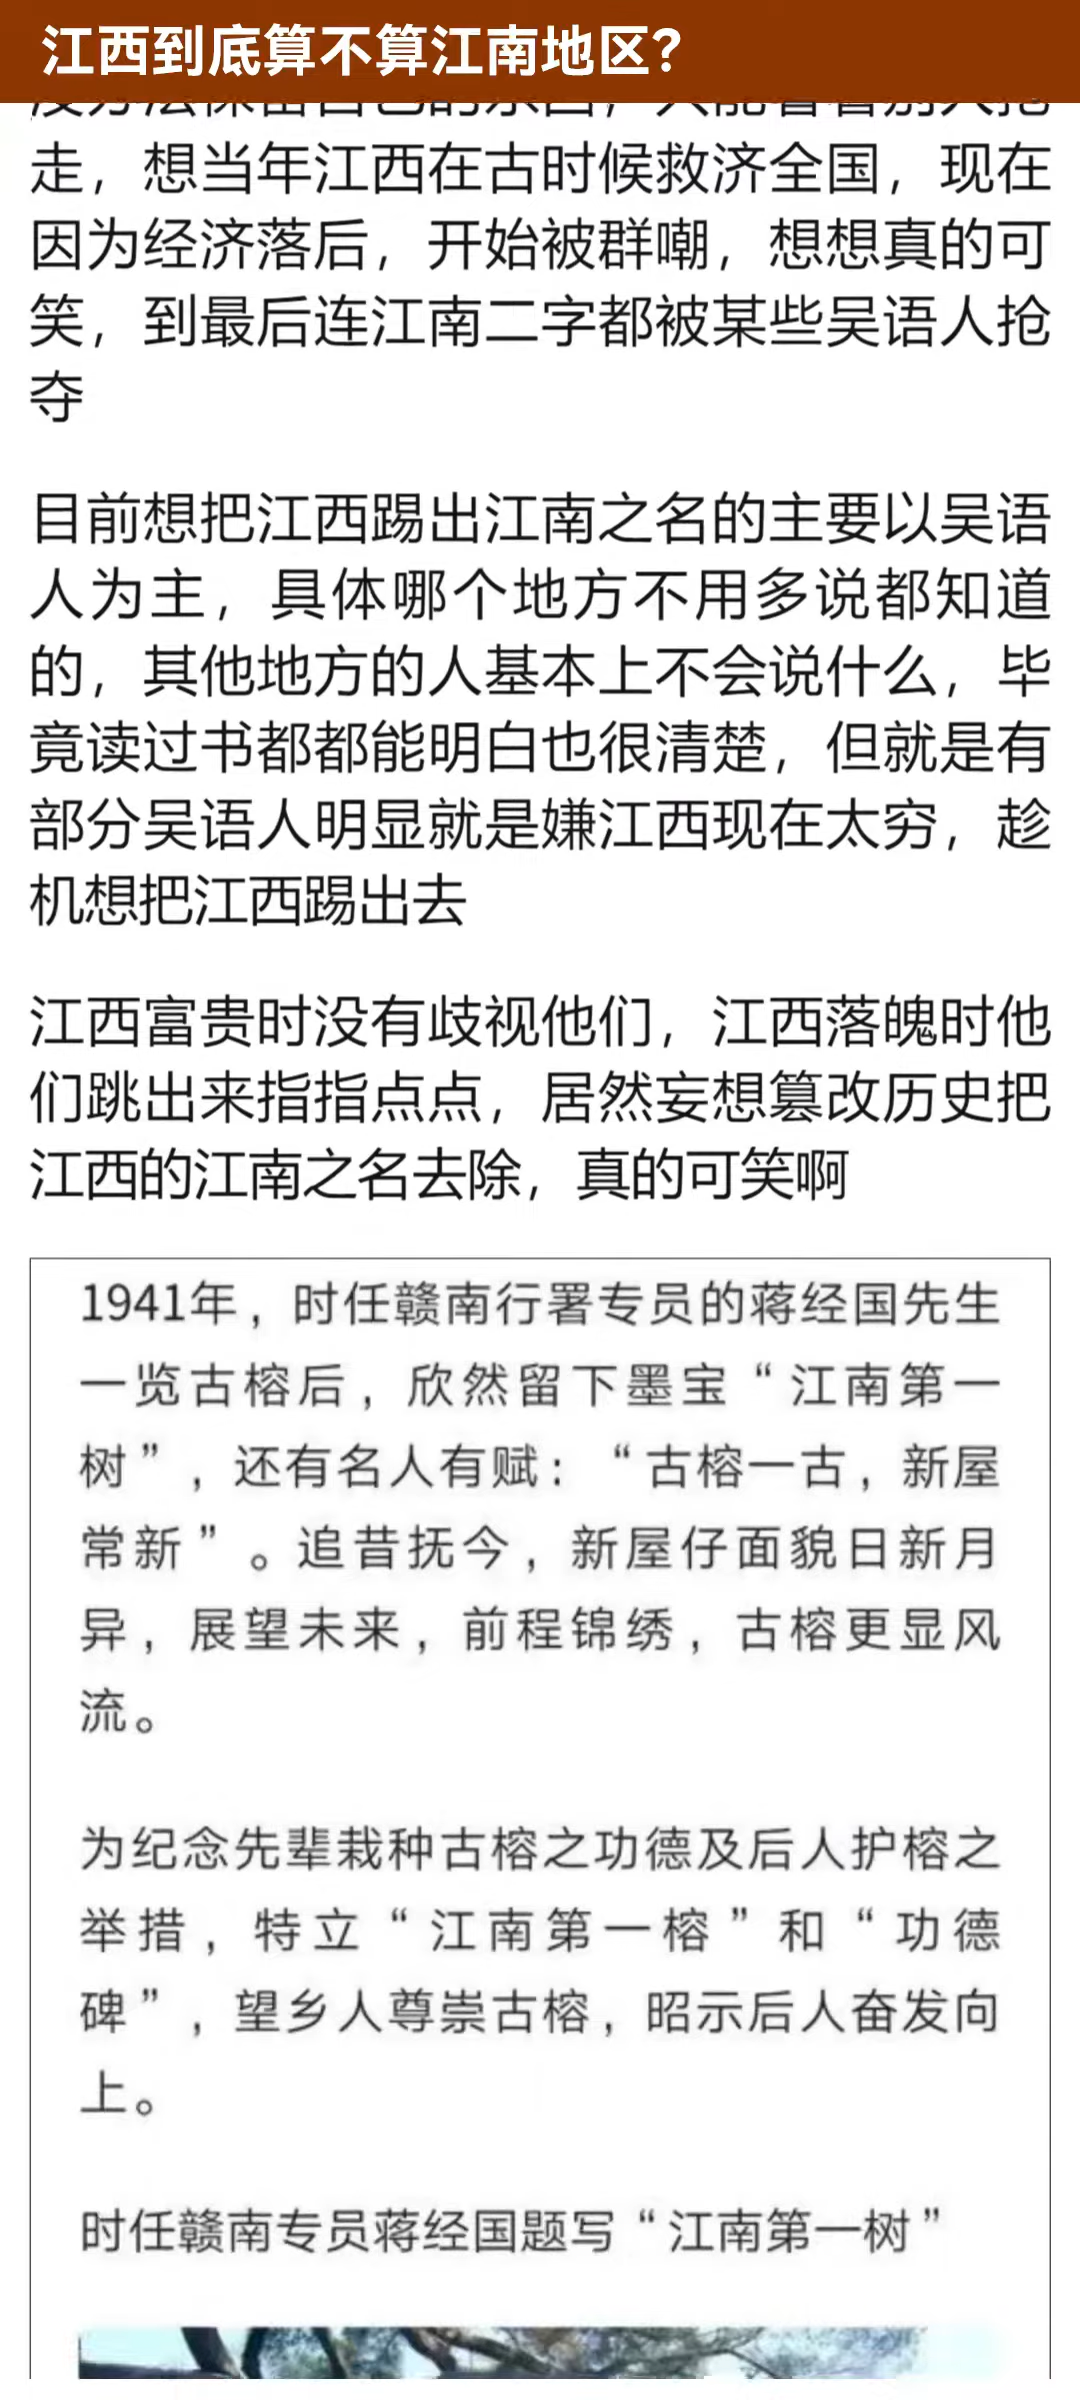 江西到底算不算江南地区？
走，想当年江西在古时候救济全国，现在
因为经济落后，开始被群嘲，想想真的可
笑，到最后连江南二字都被某些吴语人抢
夺
目前想把江西踢出江南之名的主要以吴语
人为主，具体哪个地方不用多说都知道
的，其他地方的人基本上不会说什么，毕
竟读过书都都能明白也很清楚，但就是有
部分吴语人明显就是嫌江西现在太穷，趁
机想把江西踢出去
江西富贵时没有歧视他们，江西落魄时他
们跳出来指指点点，居然妄想篡改历史把
江西的江南之名去除，真的可笑啊
1941年，时任赣南行署专员的蒋经国先生
一览古榕后，欣然留下墨宝“江南第一
树”，还有名人有赋：“古榕一古，新屋
常新”。追昔抚今，新屋仔面貌日新月
异，展望未来，前程锦绣，古榕更显风
流。
为纪念先辈栽种古榕之功德及后人护榕之
举措，特立“江南第一榕”和“功德
碑”，望乡人尊崇古榕，昭示后人奋发向
上。
时任赣南专员蒋经国题写“江南第一树”